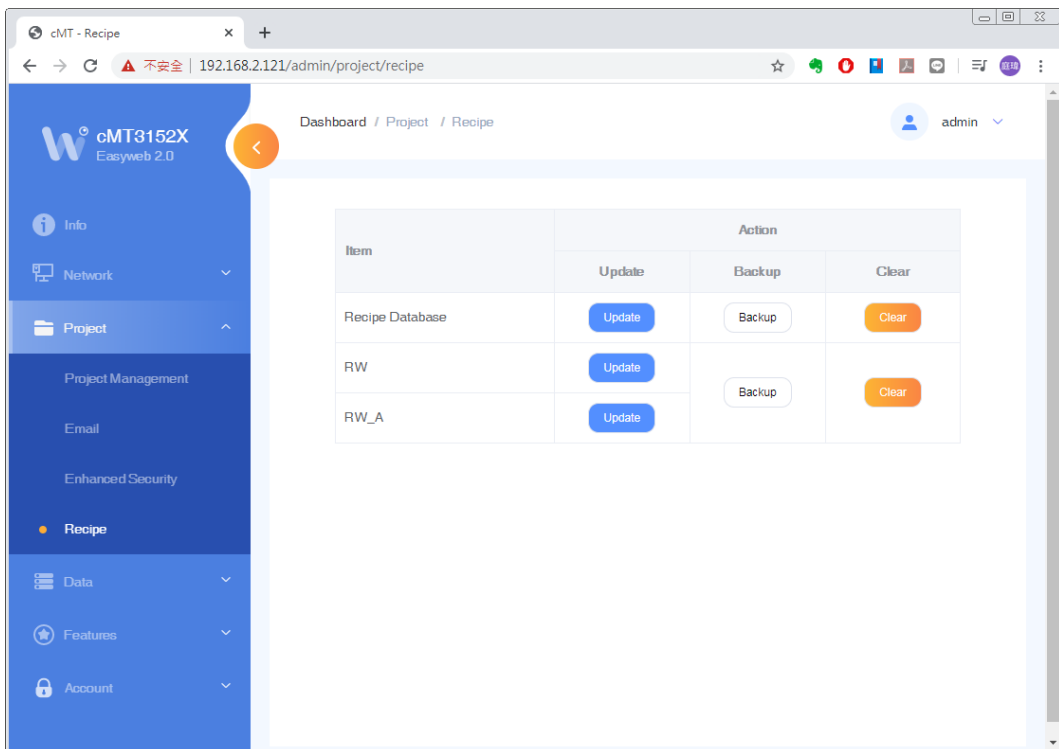 cMT - Recipe
不安全 | 192.168.2.121/admin/project/recipe
庭瑋
cMT3152X
Easyweb 2.0
Dashboard / Project / Recipe
admin
Info
Network
Project
Project Management
Email
Enhanced Security
Recipe
Data
Features
Account
Item
Action
Update
Backup
Clear
Recipe Database
Update
Backup
Clear
RW
Update
Backup
Clear
RW_A
Update